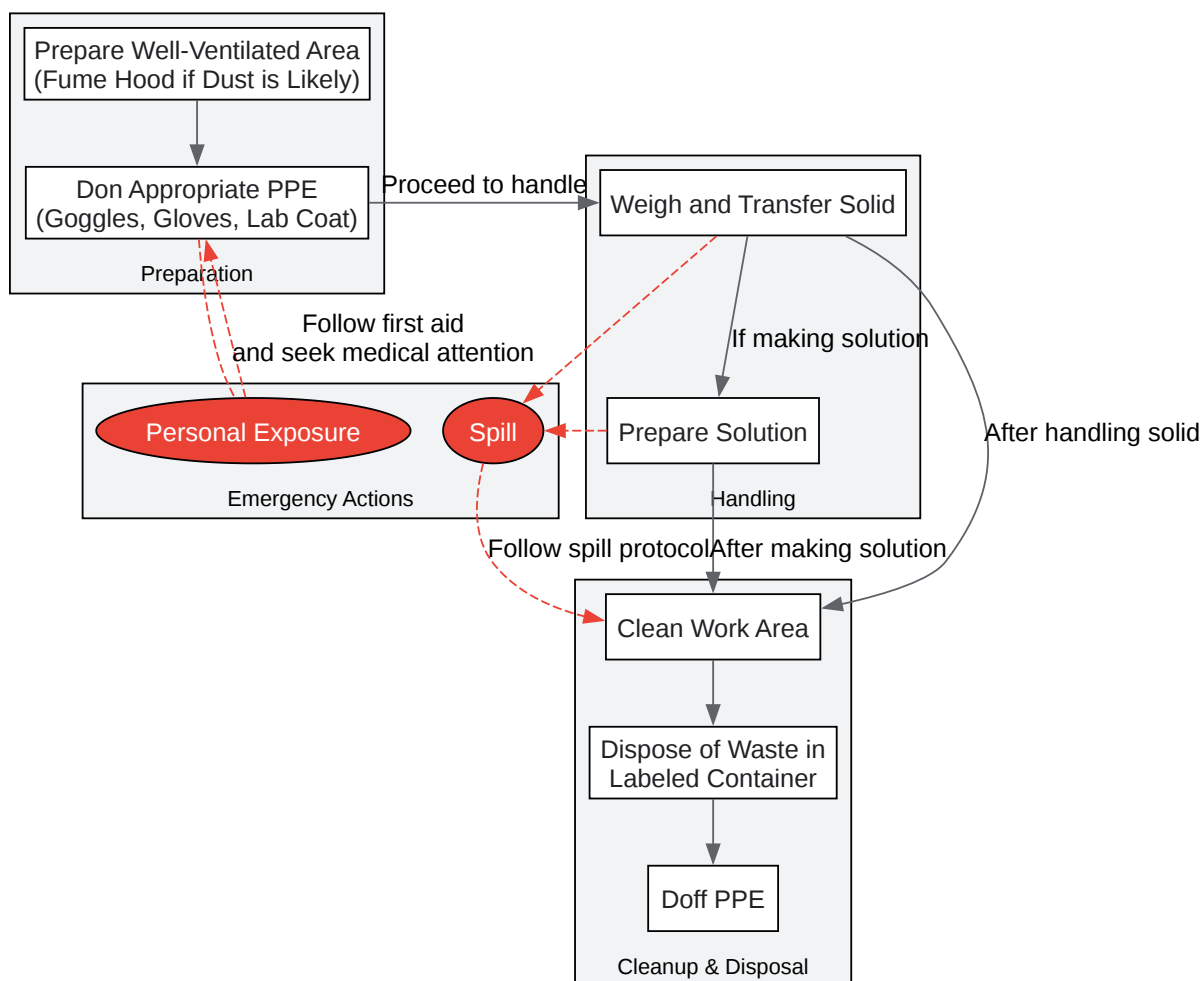 Prepare Well-Ventilated Area
(Fume Hood if Dust is Likely)
Don Appropriate PPE
(Goggles, Gloves, Lab Coat)
Preparation
Proceed to handle
Weigh and Transfer Solid
Follow first aid
and seek medical attention
If making solution
Personal Exposure
Spill
Emergency Actions
Prepare Solution
Handling
After handling solid
Follow spill protocol
After making solution
Clean Work Area
Dispose of Waste in
Labeled Container
Doff PPE
Cleanup & Disposal